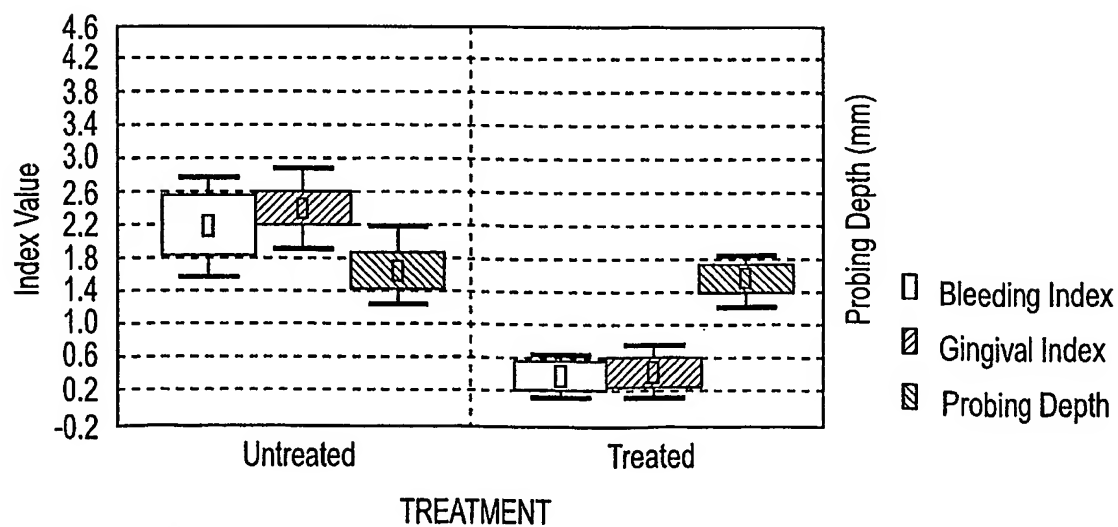 4.6
4.2
3.8
3.4
3.0
2.6
2.2
1.8
1.4
1.0
0.6
0.2
-0.2
Index Value
Probing Depth (mm)
Untreated
Treated
TREATMENT
Bleeding Index
Gingival Index
Probing Depth